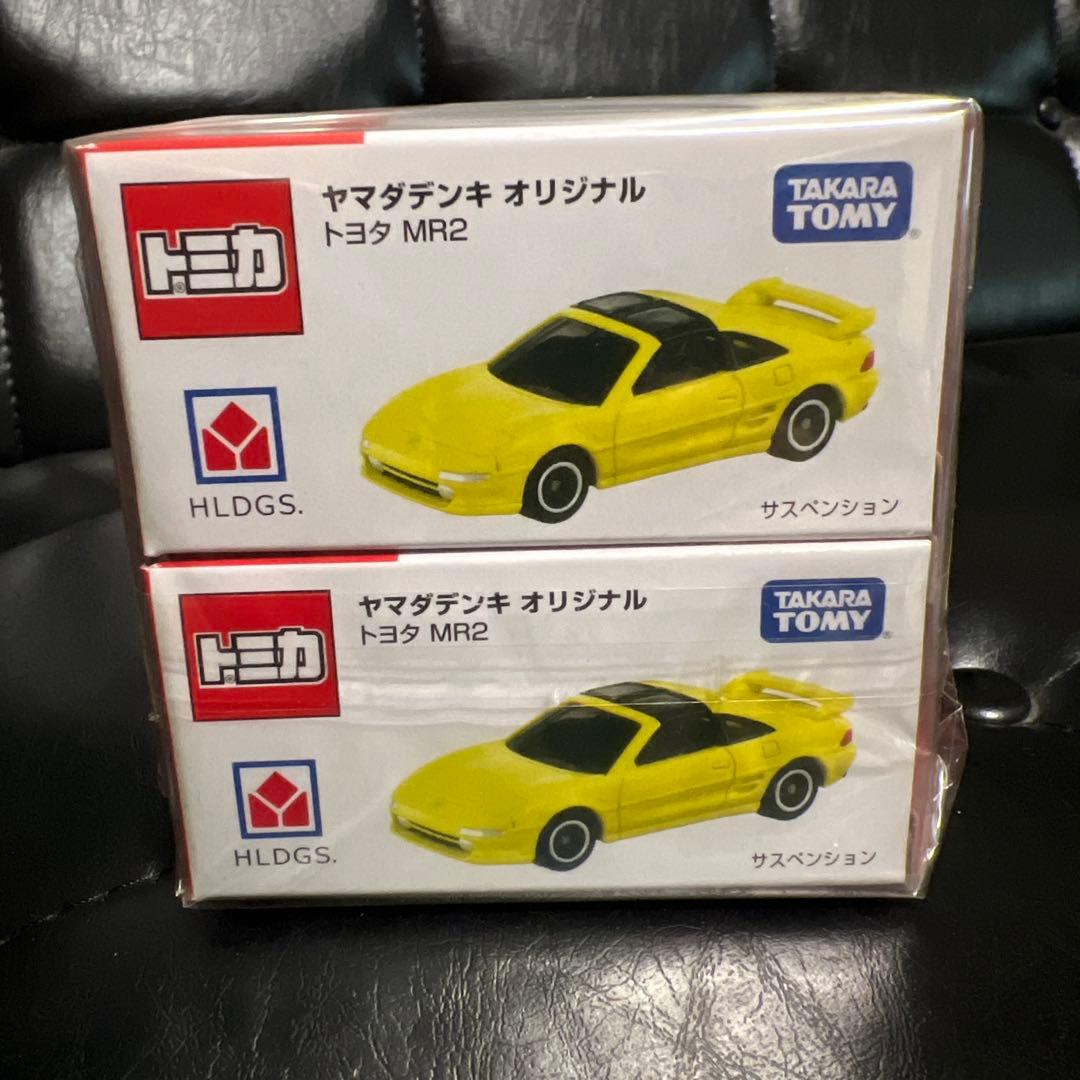 ヤマダデンキ オリジナル
トヨタ MR2
トミカ®
TAKARA
TOMY®
HLDGS.
サスペンション
ヤマダデンキ オリジナル
トヨタ MR2
トミカ®
TAKARA
TOMY®
HLDGS.
サスペンション